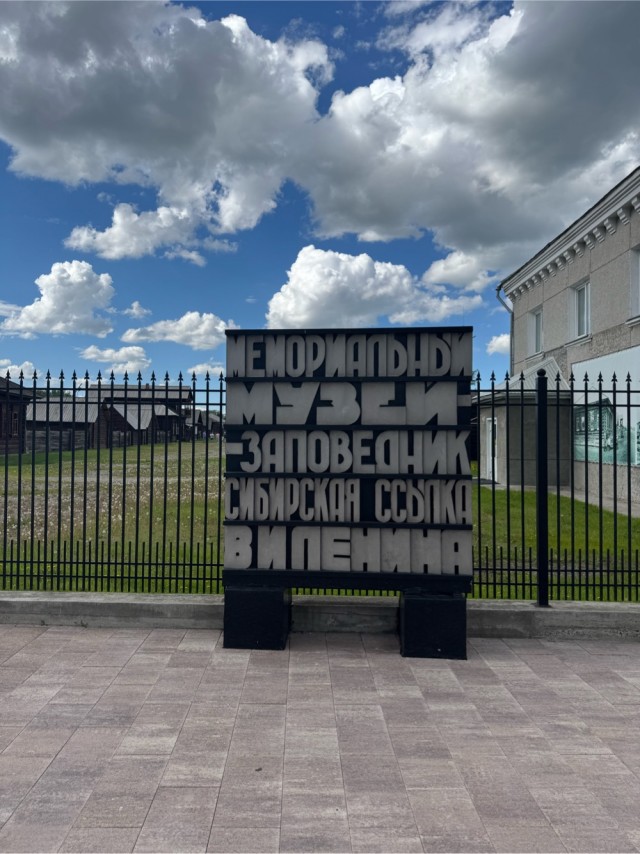 МЕМОРИАЛЬНЫЙ
МУЗЕЙ-
-ЗАПОВЕДНИК
СИБИРСКАЯ ССЫЛКА
В.И.ЛЕНИНА